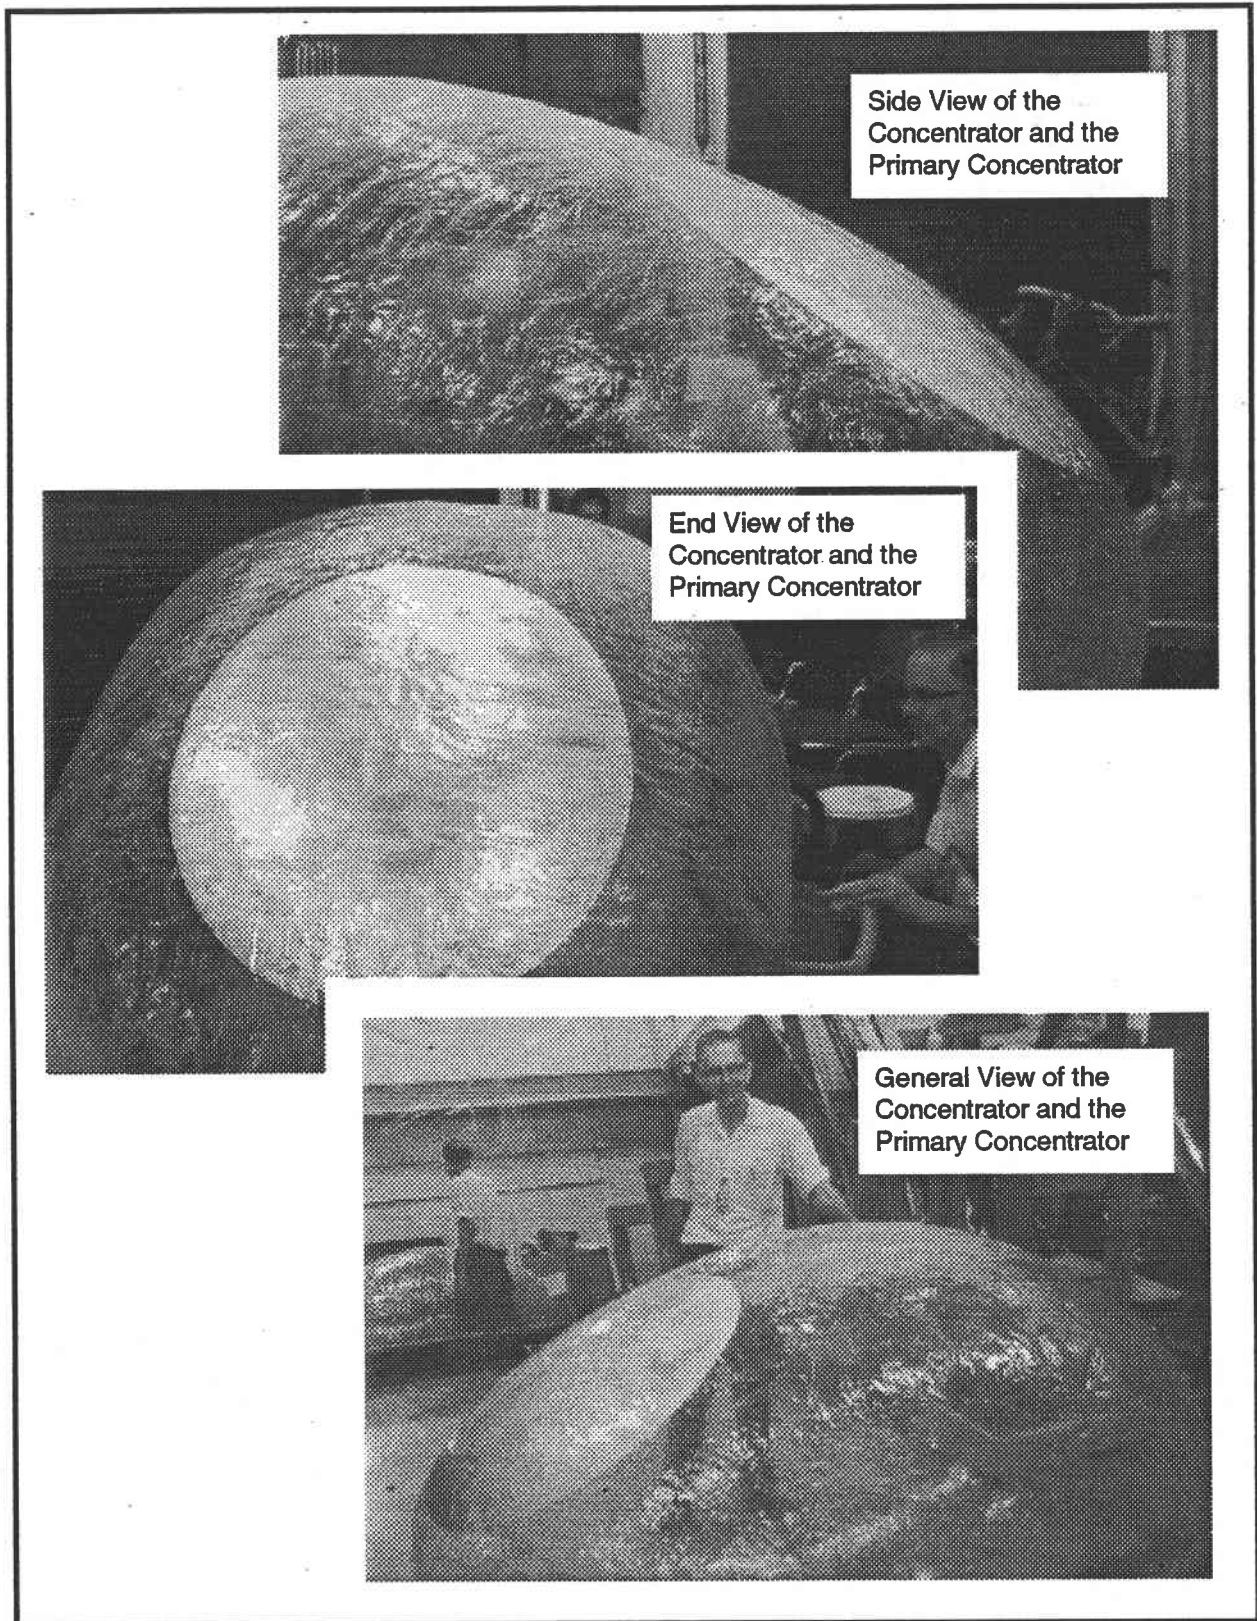 Side View of the
Concentrator and the
Primary Concentrator
End View of the
Concentrator and the
Primary Concentrator
General View of the
Concentrator and the
Primary Concentrator